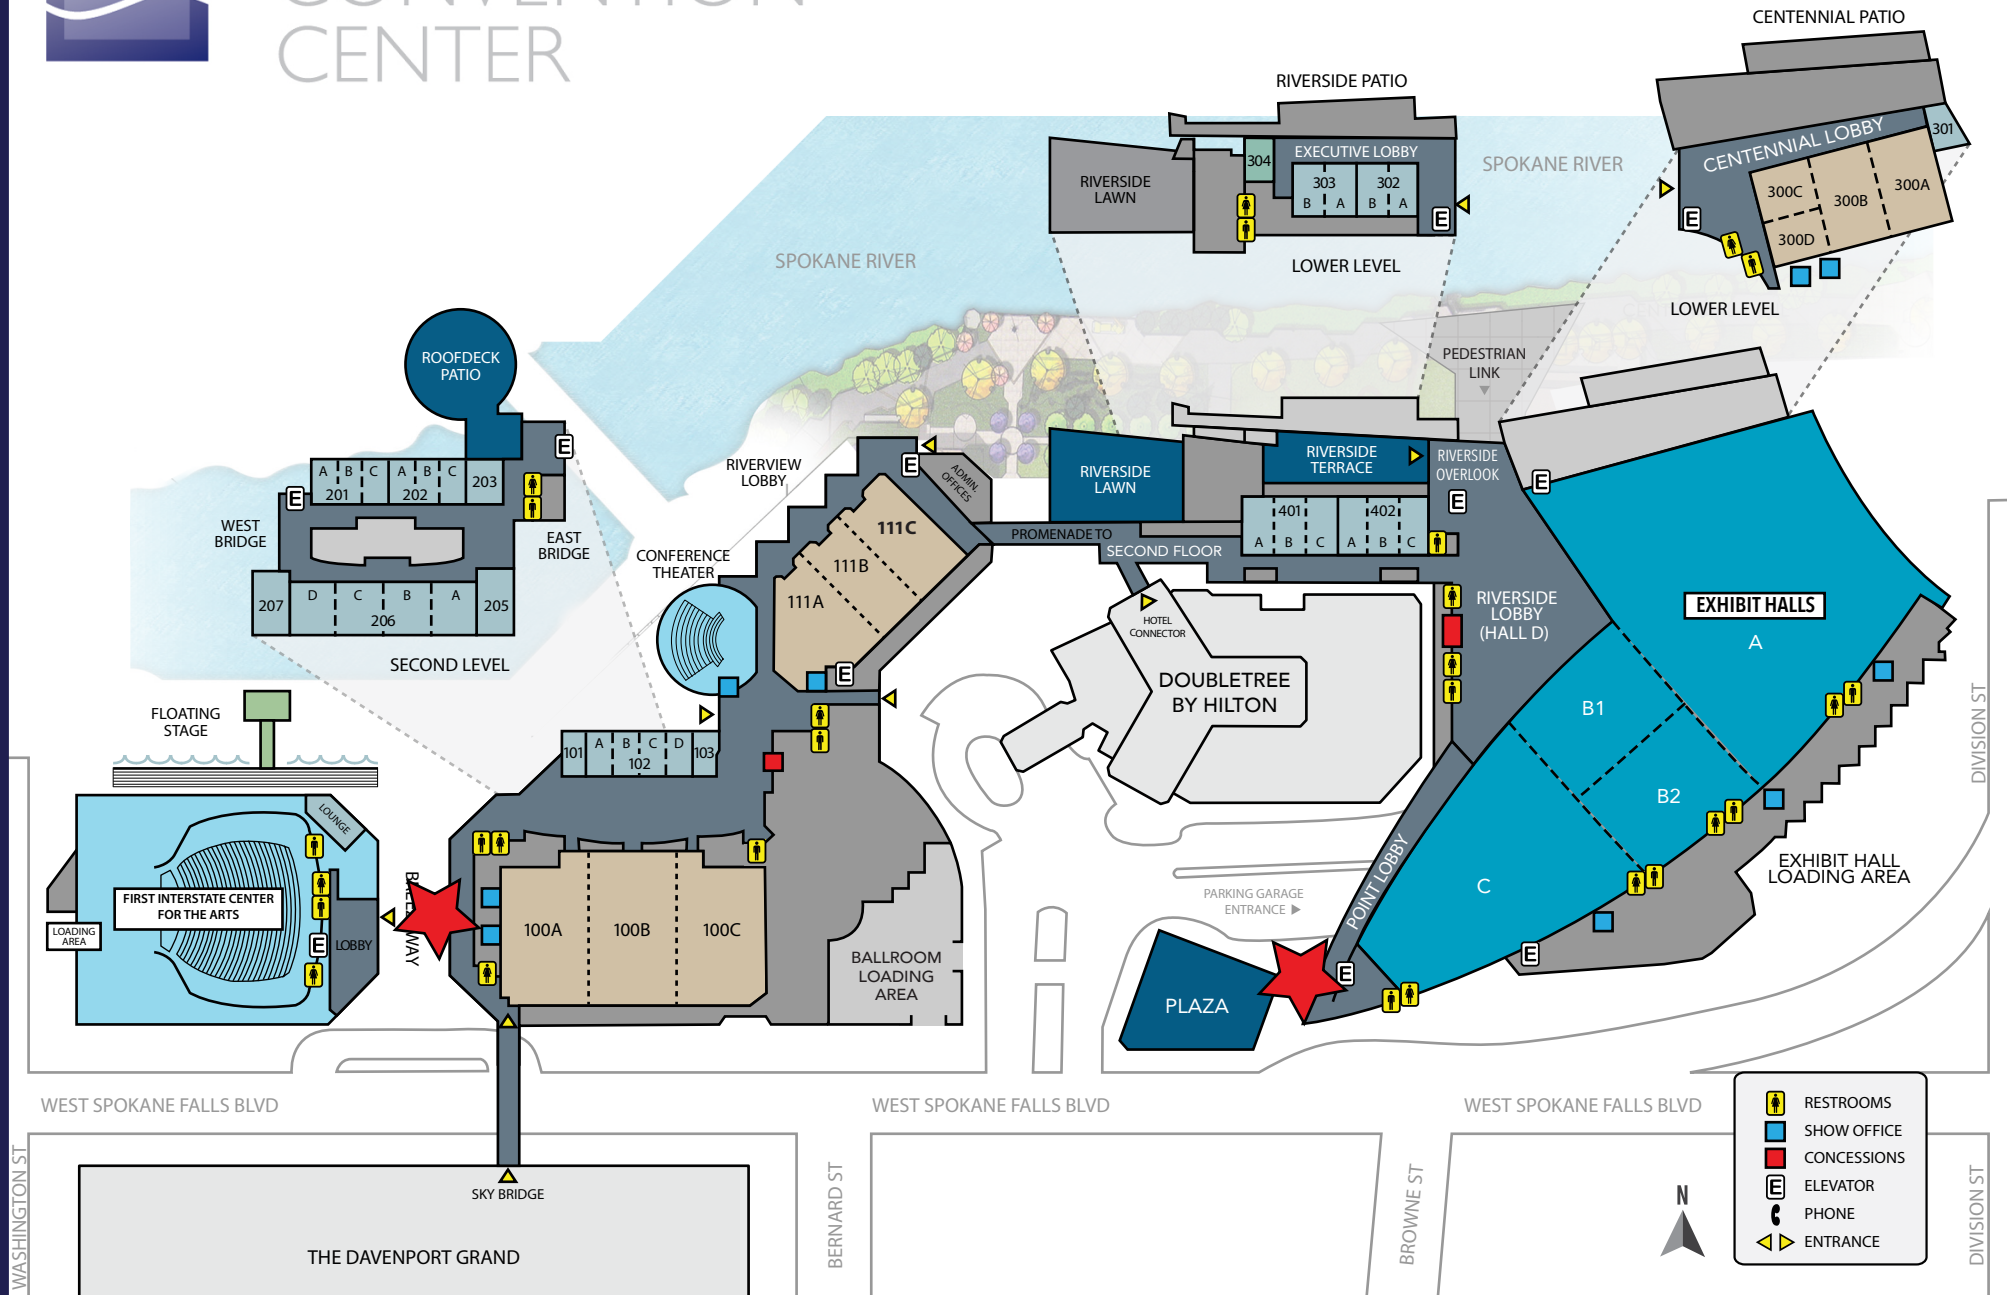 CONVENTION
CENTER
CENTENNIAL PATIO
RIVERSIDE PATIO
CENTENNIAL LOBBY
301
300A
300B
300C
300D
LOWER LEVEL
RIVERSIDE
LAWN
304
EXECUTIVE LOBBY
303
302
B A B A
E
LOWER LEVEL
SPOKANE RIVER
E
SPOKANE RIVER
PEDESTRIAN
LINK
ROOFDECK
PATIO
E
A B C A B C
201 202 203
E
WEST
BRIDGE
EAST
BRIDGE
207
D C B A
206
205
SECOND LEVEL
RIVERVIEW
LOBBY
CONFERENCE
THEATER
E
ADMIN.
OFFICES
111C
111B
111A
E
PROMENADE TO
SECOND FLOOR
RIVERSIDE
LAWN
RIVERSIDE
TERRACE
RIVERSIDE
OVERLOOK
E
401 402
A B C A B C
E
RIVERSIDE
LOBBY
(HALL D)
HOTEL
CONNECTOR
DOUBLETREE
BY HILTON
EXHIBIT HALLS
A
B1
B2
C
POINT LOBBY
EXHIBIT HALL
LOADING AREA
E
E
PARKING GARAGE
ENTRANCE
PLAZA
FLOATING
STAGE
LOUNGE
FIRST INTERSTATE CENTER
FOR THE ARTS
LOADING
AREA
E
LOBBY
101
A B C D
102
103
100A
100B
100C
BALLROOM
LOADING
AREA
DIVISION ST
WEST SPOKANE FALLS BLVD
WEST SPOKANE FALLS BLVD
WEST SPOKANE FALLS BLVD
WASHINGTON ST
SKY BRIDGE
THE DAVENPORT GRAND
BERNARD ST
BROWNE ST
DIVISION ST
N
RESTROOMS
SHOW OFFICE
CONCESSIONS
E ELEVATOR
PHONE
ENTRANCE